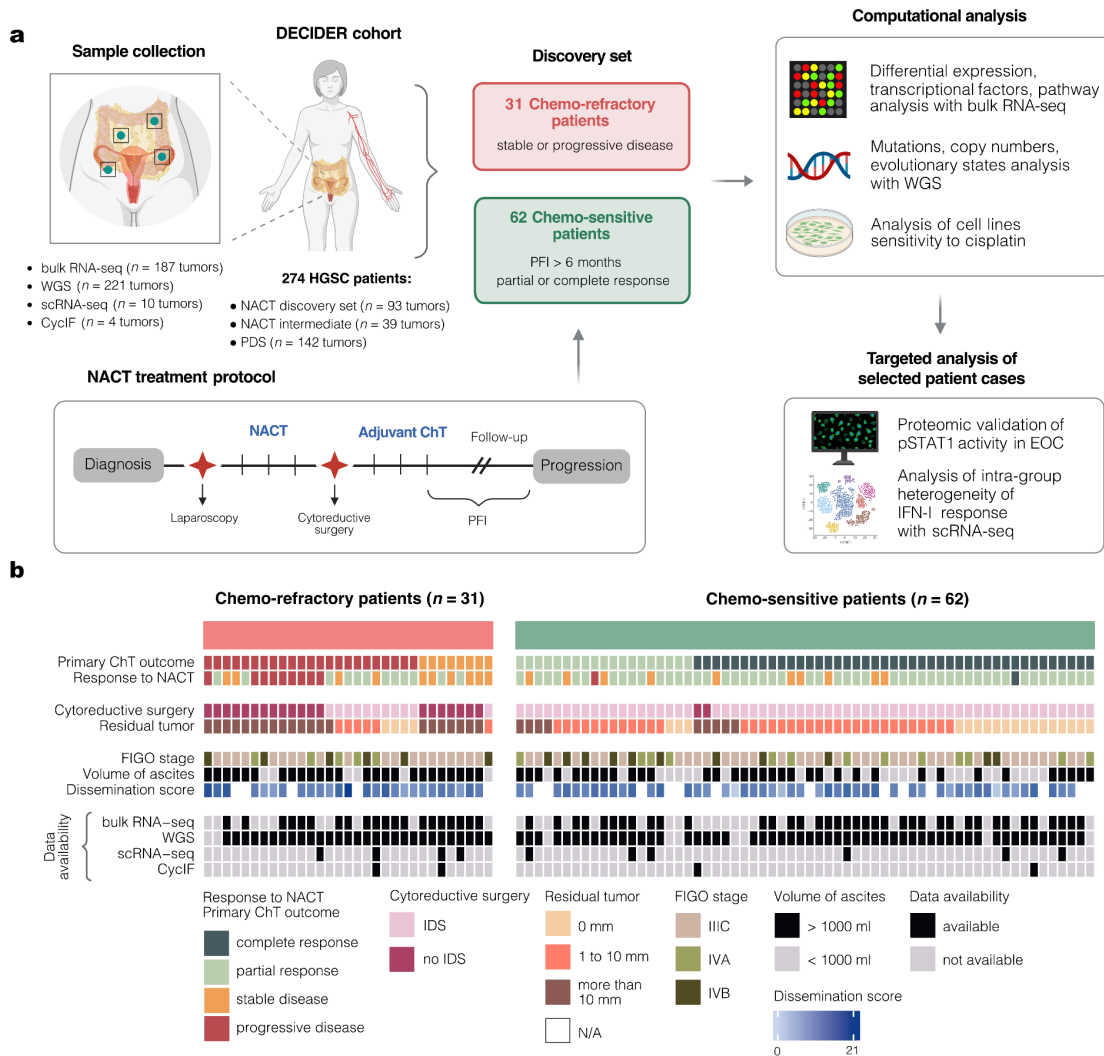 a
Sample collection
DECIDER cohort
Discovery set
Computational analysis
31 Chemo-refractory
patients
stable or progressive disease
62 Chemo-sensitive
patients
PFI > 6 months
partial or complete response
Differential expression,
transcriptional factors, pathway
analysis with bulk RNA-seq
Mutations, copy numbers,
evolutionary states analysis
with WGS
Analysis of cell lines
sensitivity to cisplatin
• bulk RNA-seq (n = 187 tumors)
• WGS (n = 221 tumors)
• scRNA-seq (n = 10 tumors)
• CycIF (n = 4 tumors)
274 HGSC patients:
● NACT discovery set (n = 93 tumors)
● NACT intermediate (n = 39 tumors)
● PDS (n = 142 tumors)
NACT treatment protocol
Diagnosis
NACT
Adjuvant ChT
Follow-up
Progression
Laparoscopy
Cytoreductive
surgery
PFI
Targeted analysis of
selected patient cases
Proteomic validation of
pSTAT1 activity in EOC
Analysis of intra-group
heterogeneity of
IFN-I response
with scRNA-seq
b
Chemo-refractory patients (n = 31)
Chemo-sensitive patients (n = 62)
Primary ChT outcome
Response to NACT
Cytoreductive surgery
Residual tumor
FIGO stage
Volume of ascites
Dissemination score
Data
availability
bulk RNA−seq
WGS
scRNA−seq
CycIF
Response to NACT
Primary ChT outcome
complete response
partial response
stable disease
progressive disease
Cytoreductive surgery
IDS
no IDS
Residual tumor
0 mm
1 to 10 mm
more than
10 mm
N/A
FIGO stage
IIIC
IVA
IVB
Volume of ascites
> 1000 ml
< 1000 ml
Dissemination score
0
21
Data availability
available
not available